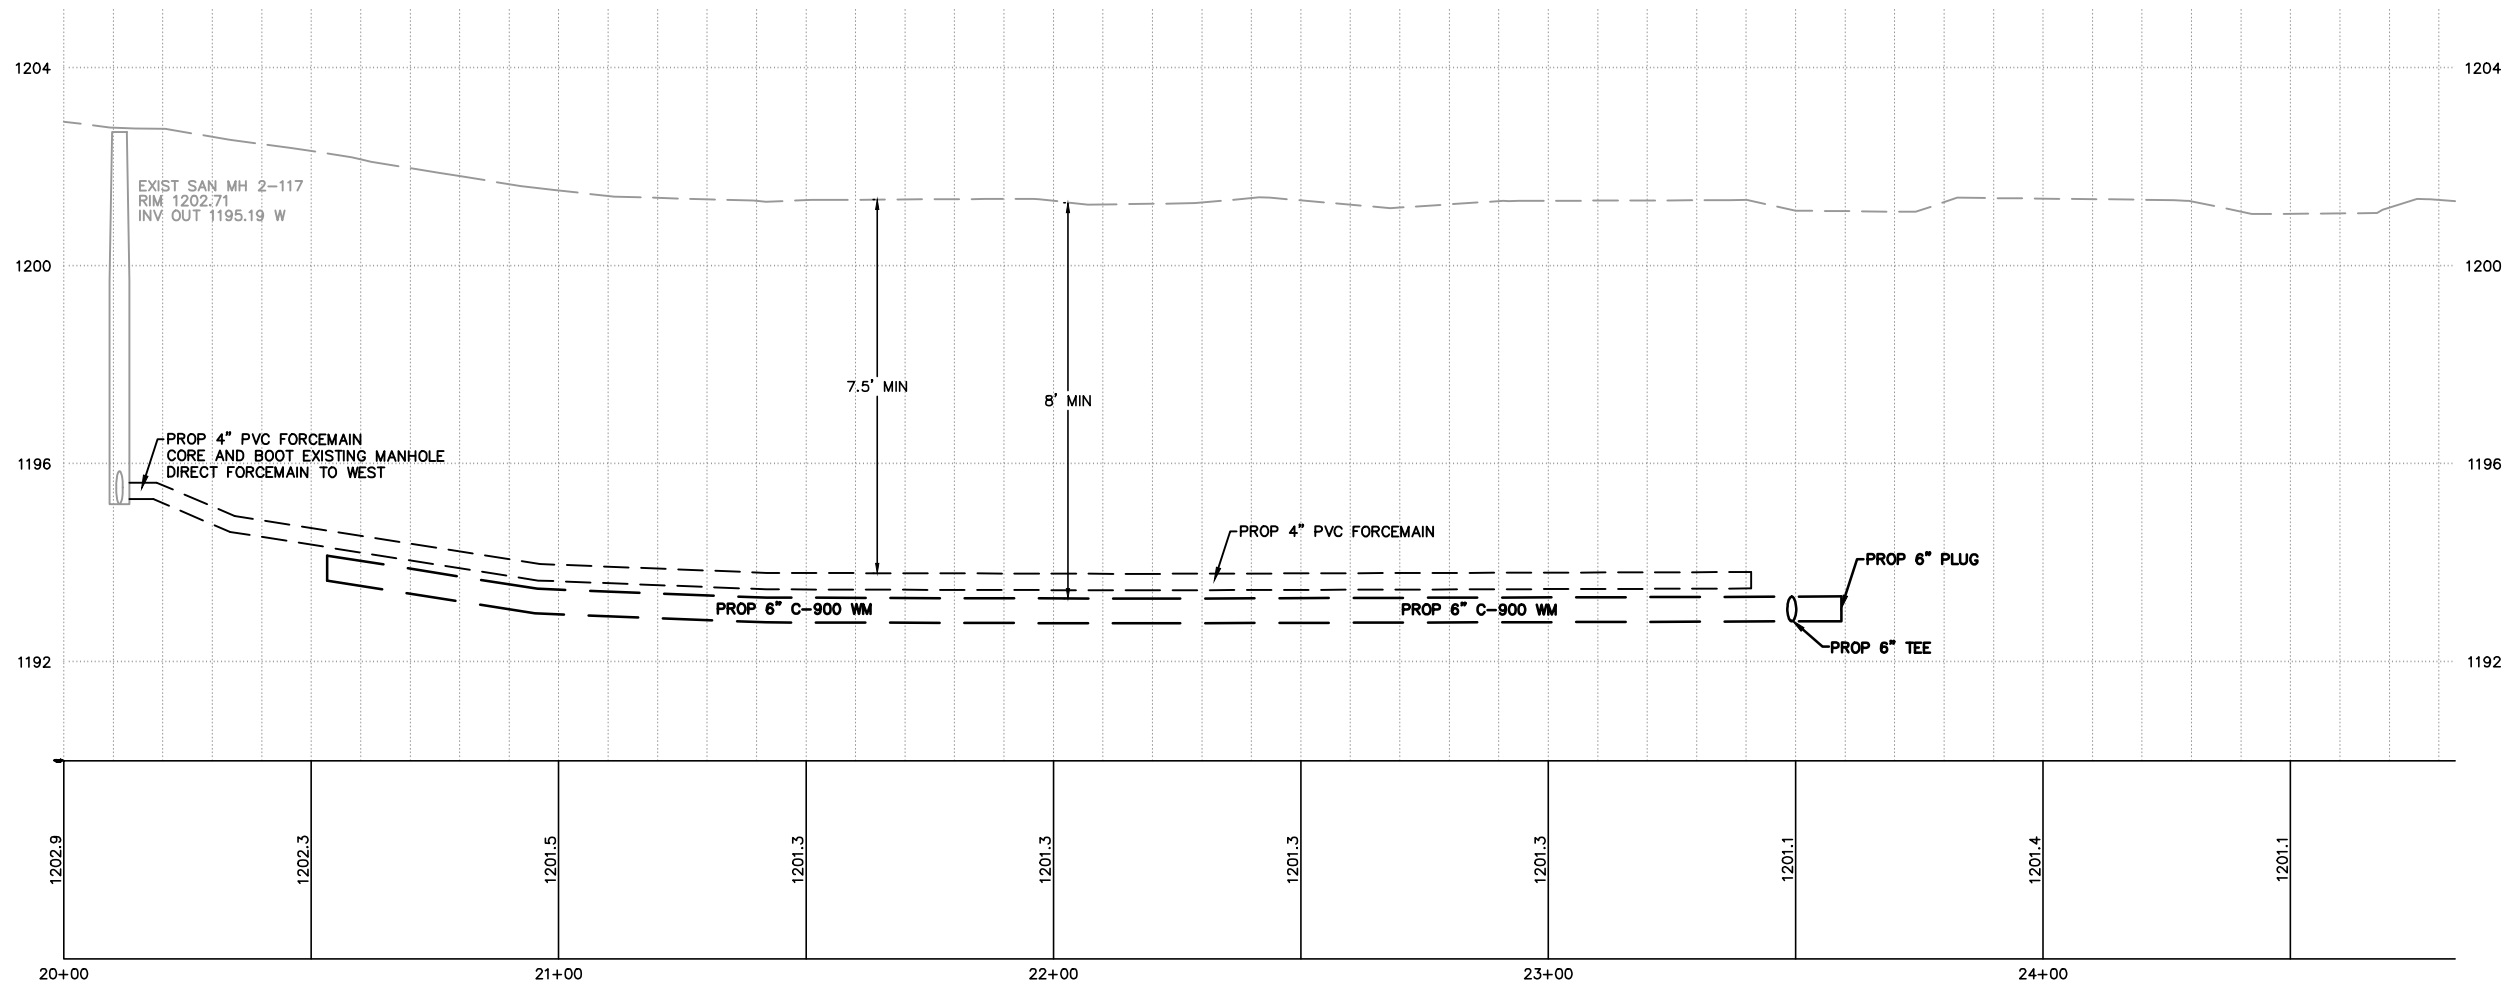 1204
1204
EXIST SAN MH 2-117
RIM 1202.71
INV OUT 1195.19 W
1200
1200
7.5' MIN
8' MIN
PROP 4" PVC FORCEMAIN
CORE AND BOOT EXISTING MANHOLE
DIRECT FORCEMAIN TO WEST
1196
1196
PROP 4" PVC FORCEMAIN
PROP 6" PLUG
PROP 6" C-900 WM
PROP 6" C-900 WM
PROP 6" TEE
1192
1192
1202.9
1202.3
1201.5
1201.3
1201.3
1201.3
1201.3
1201.1
1201.4
1201.1
20+00
21+00
22+00
23+00
24+00